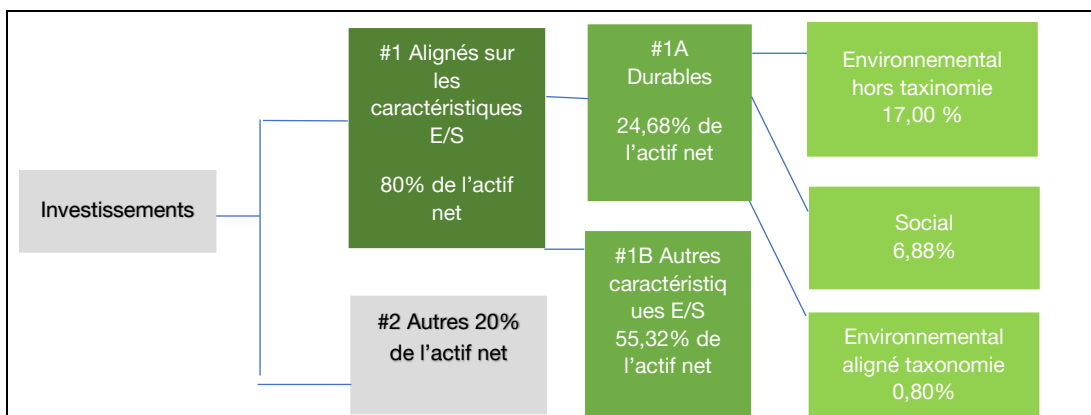 Investissements
#1 Alignés sur
les
caractéristiques
E/S
80% de l'actif
net
#2 Autres 20%
de l'actif net
#1A
Durables
24,68% de
l'actif net
#1B Autres
caractéristiq
ues E/S
55,32% de
l'actif net
Environnemental
hors taxinomie
17,00 %
Social
6,88%
Environnemental
aligné taxonomie
0,80%